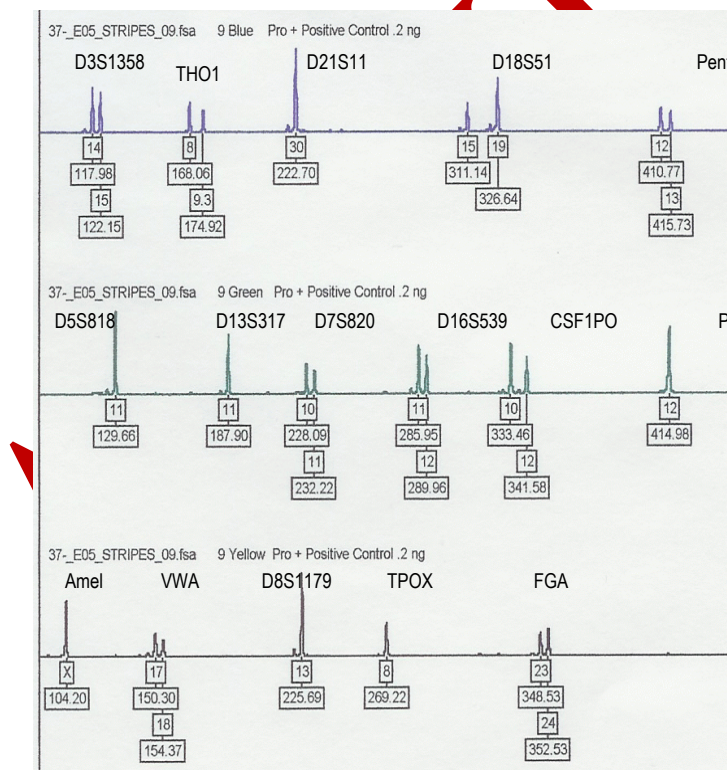 37-_E05_STRIPES_09.fsa 9 Blue Pro + Positive Control .2 ng
D3S1358 THO1 D21S11 D18S51 Pen
14 8 30 15 19 12
117.98 168.06 222.70 311.14 326.64 410.77
15 9.3 13
122.15 174.92 415.73
37-_E05_STRIPES_09.fsa 9 Green Pro + Positive Control .2 ng
D5S818 D13S317 D7S820 D16S539 CSF1PO P
11 11 10 11 10 12
129.66 187.90 228.09 285.95 333.46 414.98
11 12 12
232.22 289.96 341.58
37-_E05_STRIPES_09.fsa 9 Yellow Pro + Positive Control .2 ng
Amel VWA D8S1179 TPOX FGA
X 17 13 8 23
104.20 150.30 225.69 269.22 348.53
18 24
154.37 352.53